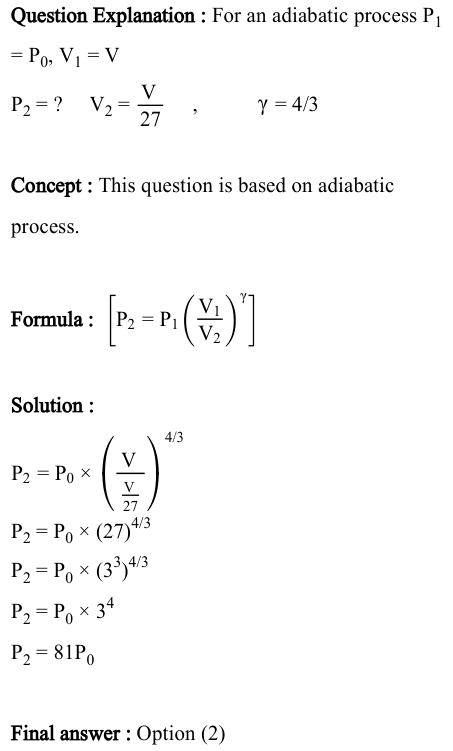 Question Explanation : For an adiabatic process P₁
= P₀, V₁ = V
P₂ = ? V₂ = V/27 , γ = 4/3
Concept : This question is based on adiabatic
process.
Formula : [P₂ = P₁ (V₁/V₂)^γ]
Solution :
P₂ = P₀ × (V/(V/27))^4/3
P₂ = P₀ × (27)^4/3
P₂ = P₀ × (3³)^4/3
P₂ = P₀ × 3⁴
P₂ = 81P₀
Final answer : Option (2)